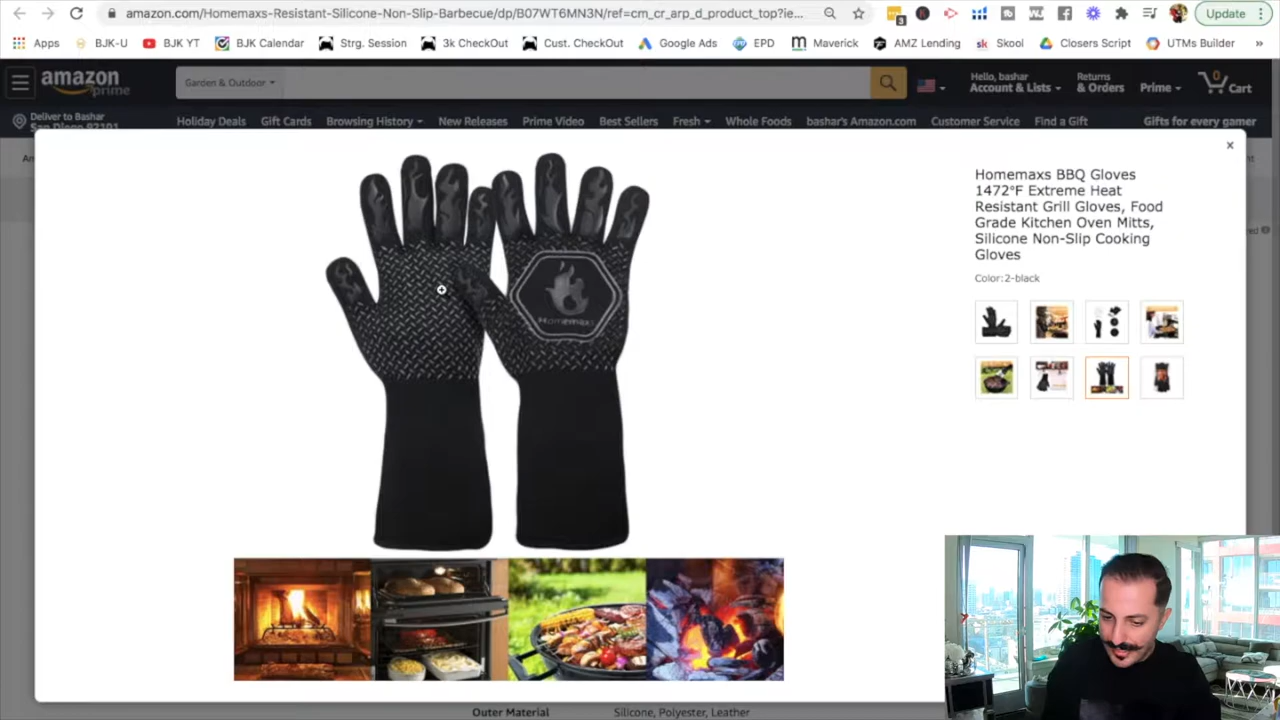 amazon.com/Homemaxs-Resistant-Silicone-Non-Slip-Barbecue/dp/B07WT6MN3N/ref=cm_cr_arp_d_product_top?ie...
3
Update
Apps BJK-U BJK YT BJK Calendar Strg. Session 3k CheckOut Cust. CheckOut Google Ads EPD Maverick AMZ Lending Skool Closers Script UTMs Builder »
amazon prime
Garden & Outdoor
Hello, bashar
Account & Lists
Returns
& Orders
Prime
0
Cart
Deliver to Bashar
San Diego 92101
Holiday Deals Gift Cards Browsing History New Releases Prime Video Best Sellers Fresh Whole Foods bashar's Amazon.com Customer Service Find a Gift Gifts for every gamer
Homemaxs BBQ Gloves
1472°F Extreme Heat
Resistant Grill Gloves, Food
Grade Kitchen Oven Mitts,
Silicone Non-Slip Cooking
Gloves
Color:2-black
Homemaxs
Outer Material Silicone, Polyester, Leather